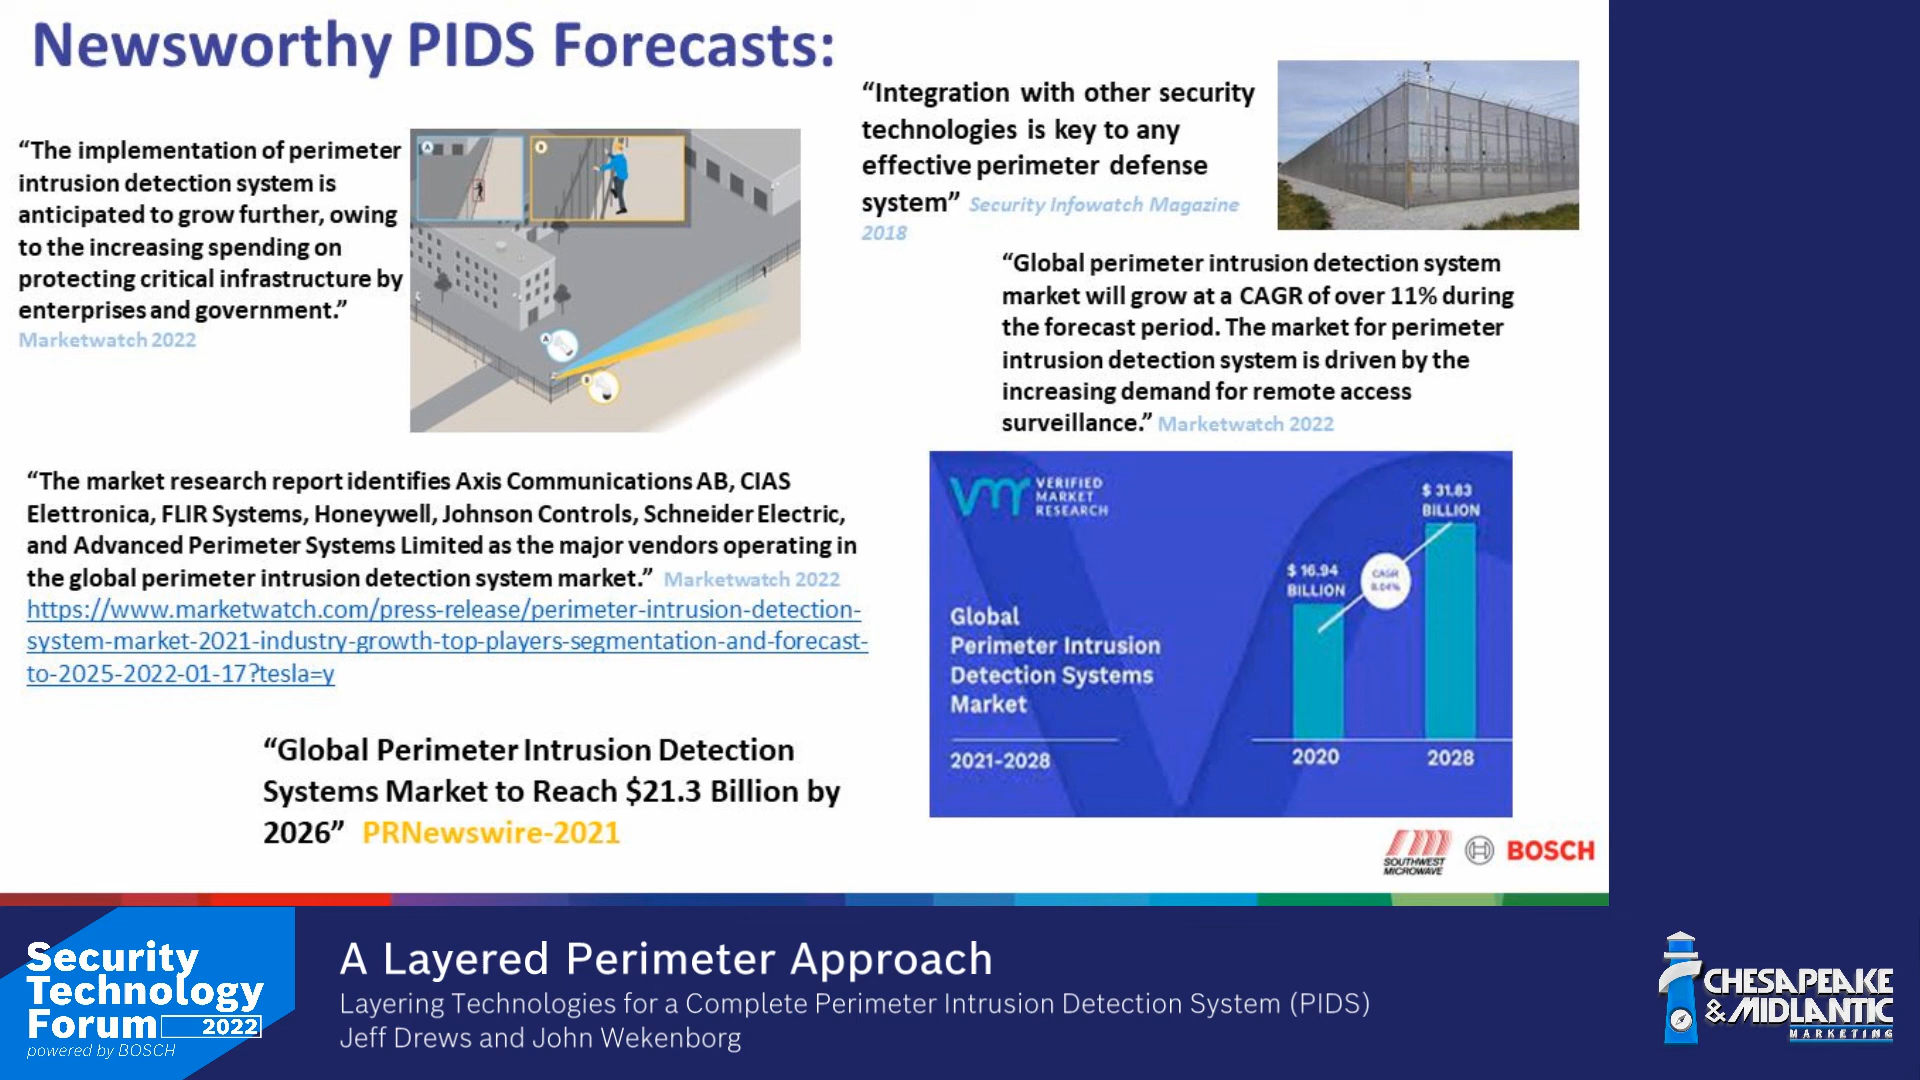 Newsworthy PIDS Forecasts:
“The implementation of perimeter
intrusion detection system is
anticipated to grow further, owing
to the increasing spending on
protecting critical infrastructure by
enterprises and government.”
Marketwatch 2022
A
B
A
B
“Integration with other security
technologies is key to any
effective perimeter defense
system” Security Infowatch Magazine
2018
“Global perimeter intrusion detection system
market will grow at a CAGR of over 11% during
the forecast period. The market for perimeter
intrusion detection system is driven by the
increasing demand for remote access
surveillance.” Marketwatch 2022
“The market research report identifies Axis Communications AB, CIAS
Elettronica, FLIR Systems, Honeywell, Johnson Controls, Schneider Electric,
and Advanced Perimeter Systems Limited as the major vendors operating in
the global perimeter intrusion detection system market.” Marketwatch 2022
https://www.marketwatch.com/press-release/perimeter-intrusion-detection-
system-market-2021-industry-growth-top-players-segmentation-and-forecast-
to-2025-2022-01-17?tesla=y
“Global Perimeter Intrusion Detection
Systems Market to Reach $21.3 Billion by
2026” PRNewswire-2021
VMR
VERIFIED
MARKET
RESEARCH
$ 31.83
BILLION
$ 16.94
BILLION
CAGR
8.04%
Global
Perimeter Intrusion
Detection Systems
Market
2021-2028
2020
2028
SOUTHWEST
MICROWAVE
BOSCH
Security
Technology
Forum 2022
powered by BOSCH
A Layered Perimeter Approach
Layering Technologies for a Complete Perimeter Intrusion Detection System (PIDS)
Jeff Drews and John Wekenborg
CHESAPEAKE
& MIDLANTIC
MARKETING